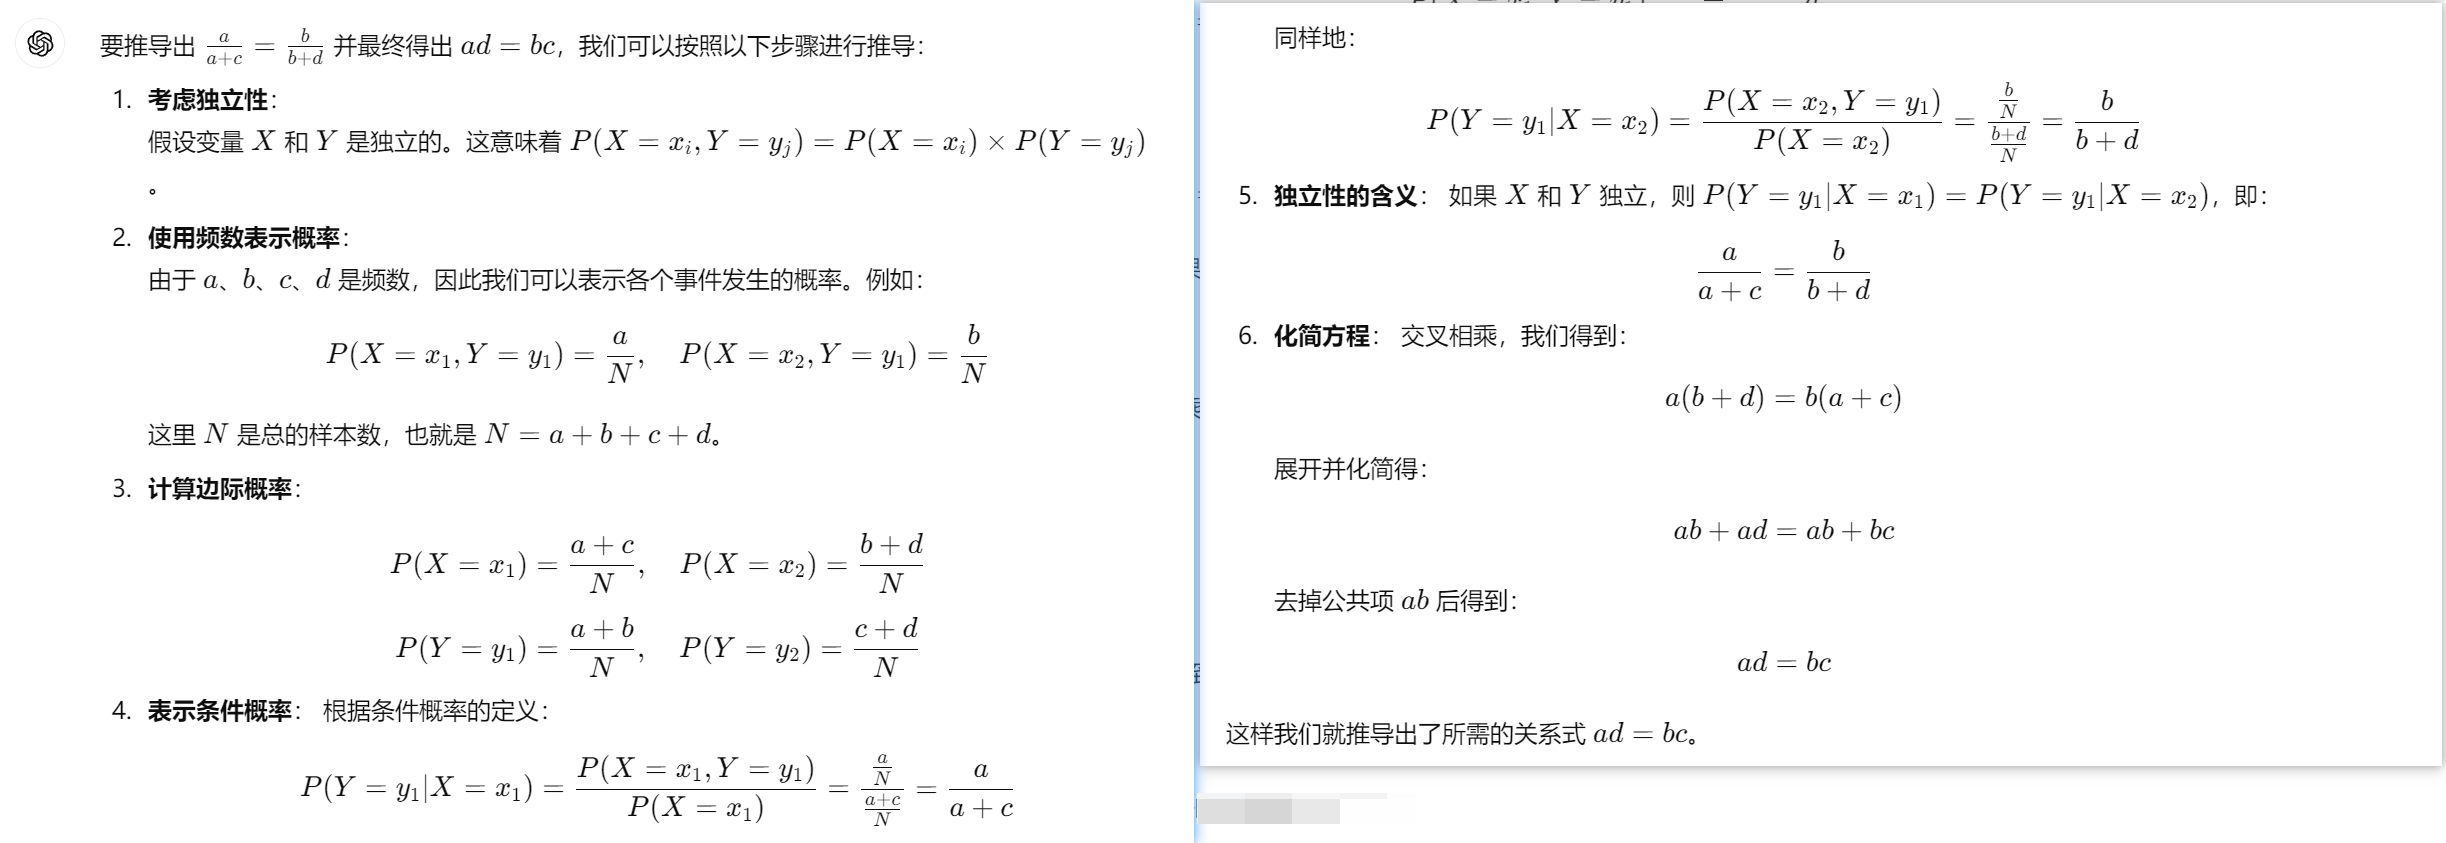 要推导出 \frac{a}{a+c} = \frac{b}{b+d} 并最终得出 ad = bc，我们可以按照以下步骤进行推导：
1. 考虑独立性：
假设变量 X 和 Y 是独立的。这意味着 P(X = x_i, Y = y_j) = P(X = x_i) × P(Y = y_j)
。
2. 使用频数表示概率：
由于 a、b、c、d 是频数，因此我们可以表示各个事件发生的概率。例如：
P(X = x_1, Y = y_1) = \frac{a}{N}, P(X = x_2, Y = y_1) = \frac{b}{N}
这里 N 是总的样本数，也就是 N = a + b + c + d。
3. 计算边际概率：
P(X = x_1) = \frac{a + c}{N}, P(X = x_2) = \frac{b + d}{N}
P(Y = y_1) = \frac{a + b}{N}, P(Y = y_2) = \frac{c + d}{N}
4. 表示条件概率： 根据条件概率的定义：
P(Y = y_1|X = x_1) = \frac{P(X = x_1, Y = y_1)}{P(X = x_1)} = \frac{\frac{a}{N}}{\frac{a+c}{N}} = \frac{a}{a + c}
同样地：
P(Y = y_1|X = x_2) = \frac{P(X = x_2, Y = y_1)}{P(X = x_2)} = \frac{\frac{b}{N}}{\frac{b+d}{N}} = \frac{b}{b + d}
5. 独立性的含义： 如果 X 和 Y 独立，则 P(Y = y_1|X = x_1) = P(Y = y_1|X = x_2)，即：
\frac{a}{a + c} = \frac{b}{b + d}
6. 化简方程： 交叉相乘，我们得到：
a(b + d) = b(a + c)
展开并化简得：
ab + ad = ab + bc
去掉公共项 ab 后得到：
ad = bc
这样我们就推导出了所需的关系式 ad = bc。